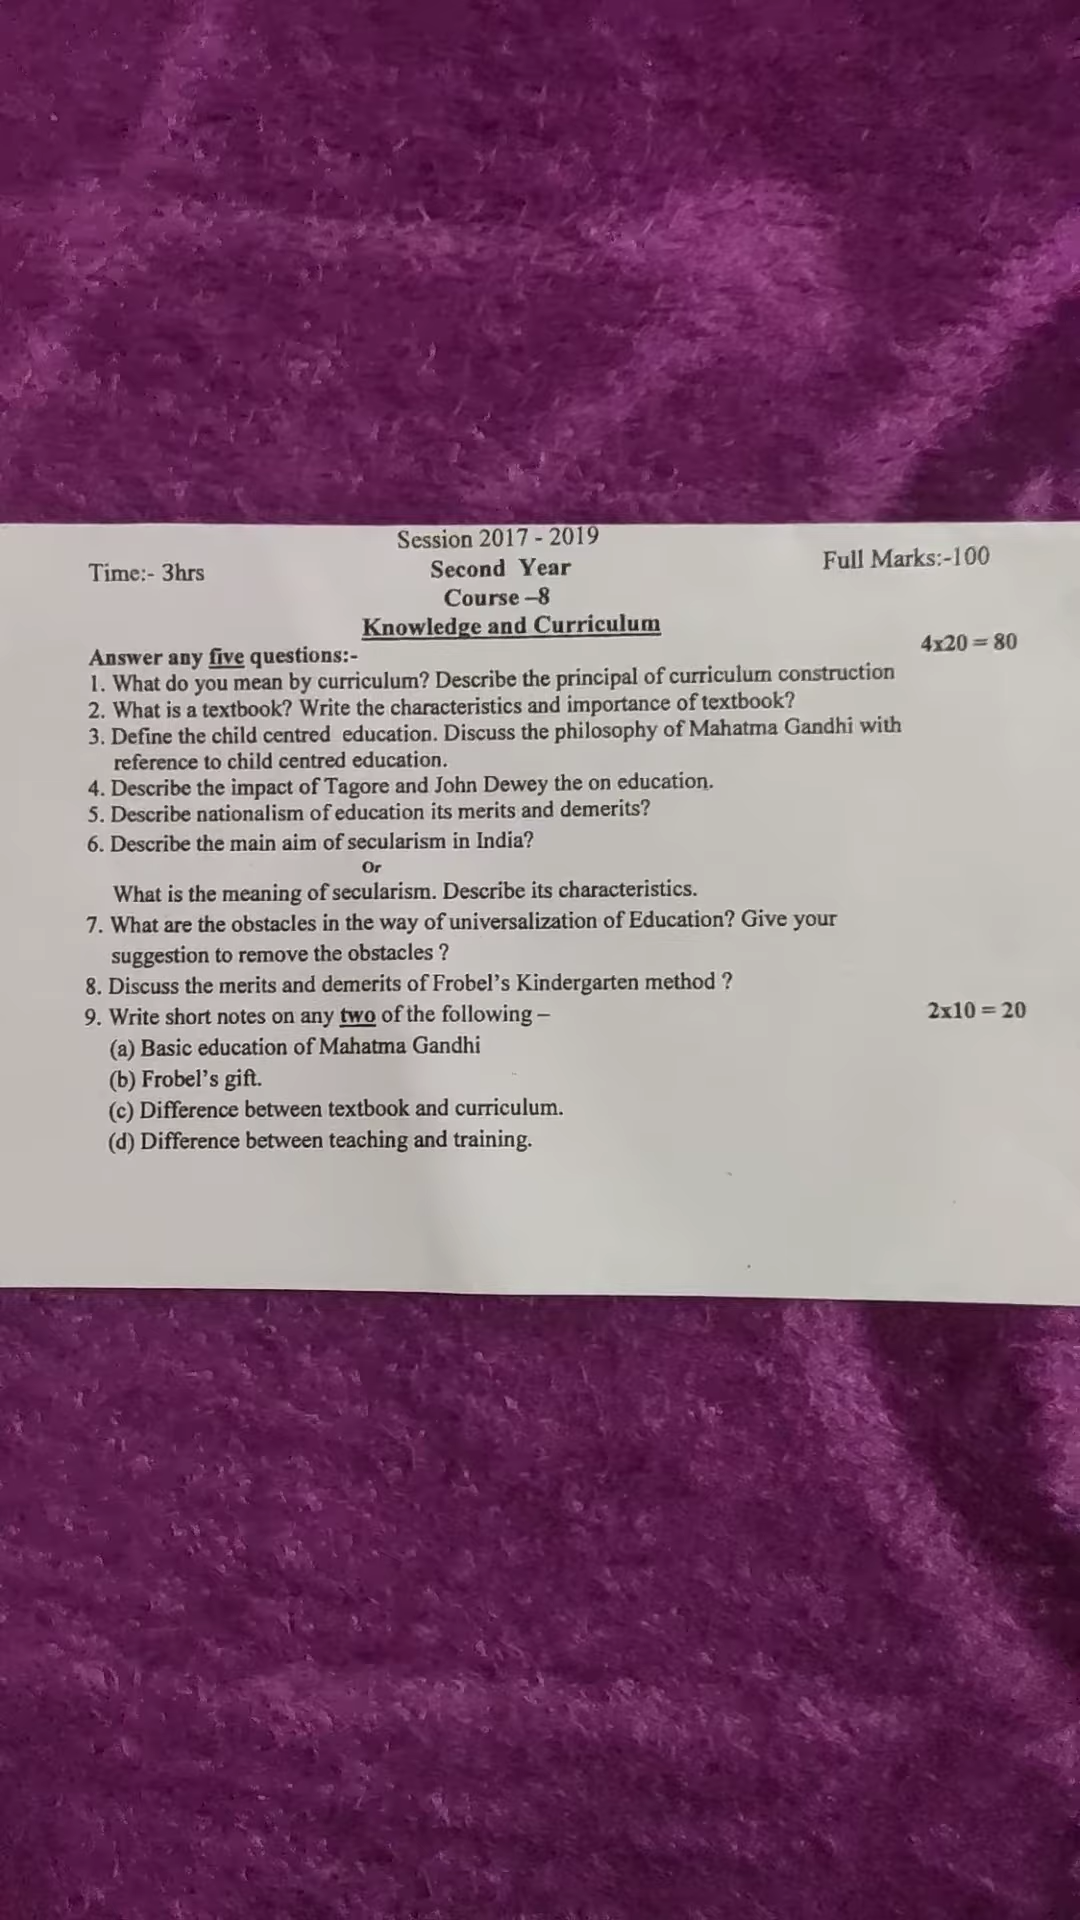 Session 2017 - 2019
Time:- 3hrs
Second Year
Full Marks:-100
Course –8
Knowledge and Curriculum
Answer any five questions:-
4x20 = 80
1. What do you mean by curriculum? Describe the principal of curriculum construction
2. What is a textbook? Write the characteristics and importance of textbook?
3. Define the child centred education. Discuss the philosophy of Mahatma Gandhi with
reference to child centred education.
4. Describe the impact of Tagore and John Dewey the on education.
5. Describe nationalism of education its merits and demerits?
6. Describe the main aim of secularism in India?
Or
What is the meaning of secularism. Describe its characteristics.
7. What are the obstacles in the way of universalization of Education? Give your
suggestion to remove the obstacles ?
8. Discuss the merits and demerits of Frobel's Kindergarten method ?
9. Write short notes on any two of the following –
2x10 = 20
(a) Basic education of Mahatma Gandhi
(b) Frobel's gift.
(c) Difference between textbook and curriculum.
(d) Difference between teaching and training.